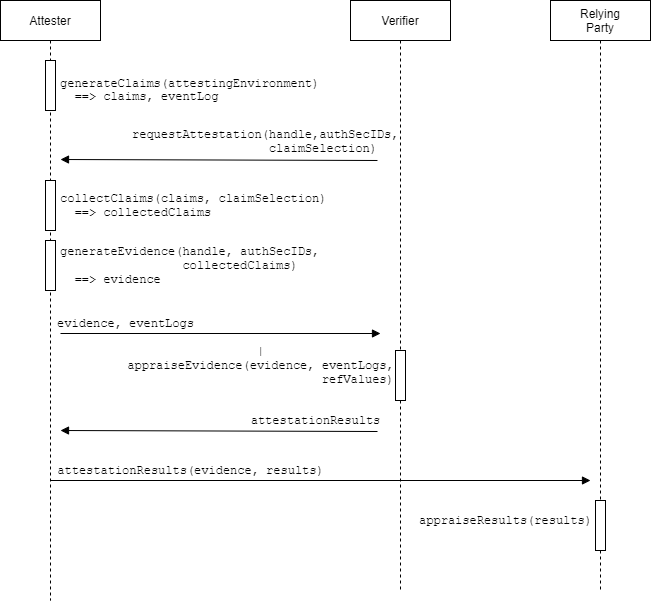 Attester
Verifier
Relying
Party
generateClaims(attestingEnvironment)
==> claims, eventLog
requestAttestation(handle,authSecIDs,
claimSelection)
collectClaims(claims, claimSelection)
==> collectedClaims
generateEvidence(handle, authSecIDs,
collectedClaims)
==> evidence
evidence, eventLogs
appraiseEvidence(evidence, eventLogs,
refValues)
attestationResults
attestationResults(evidence, results)
appraiseResults(results)